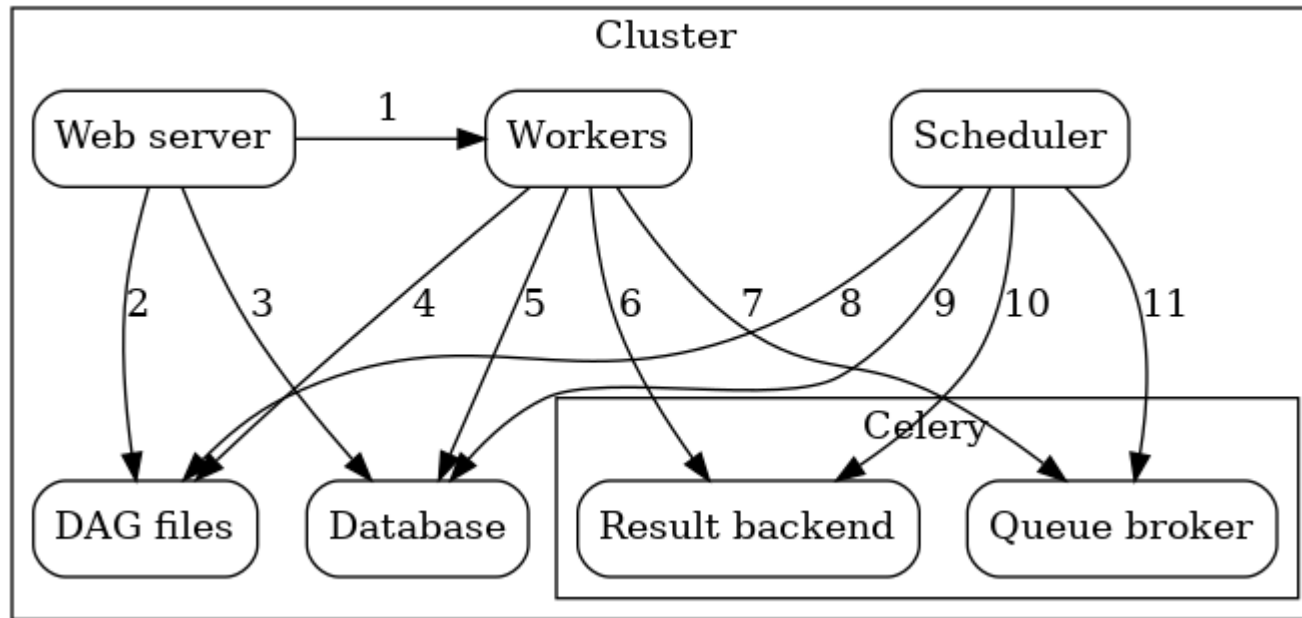 Cluster
1
Web server
Workers
Scheduler
2
3
4
5
6
7
8
9
10
11
Celery
DAG files
Database
Result backend
Queue broker